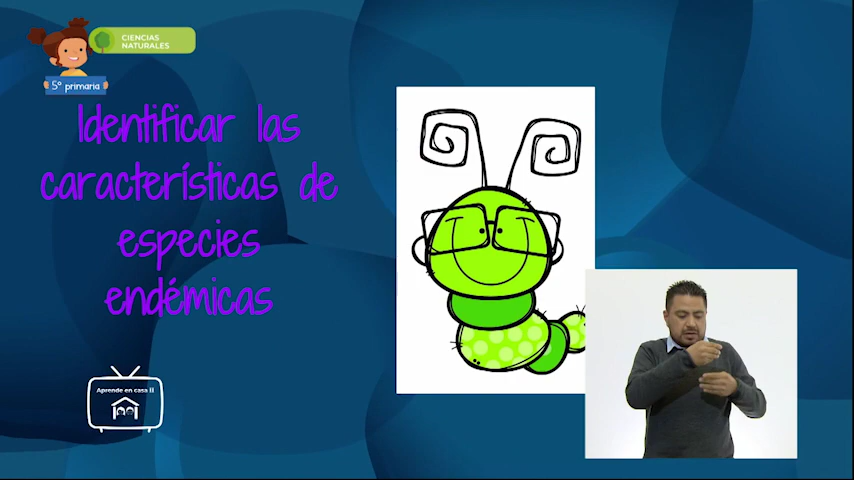 CIENCIAS
NATURALES
5° primaria
Identificar las
características de
especies
endémicas
Aprende en casa II